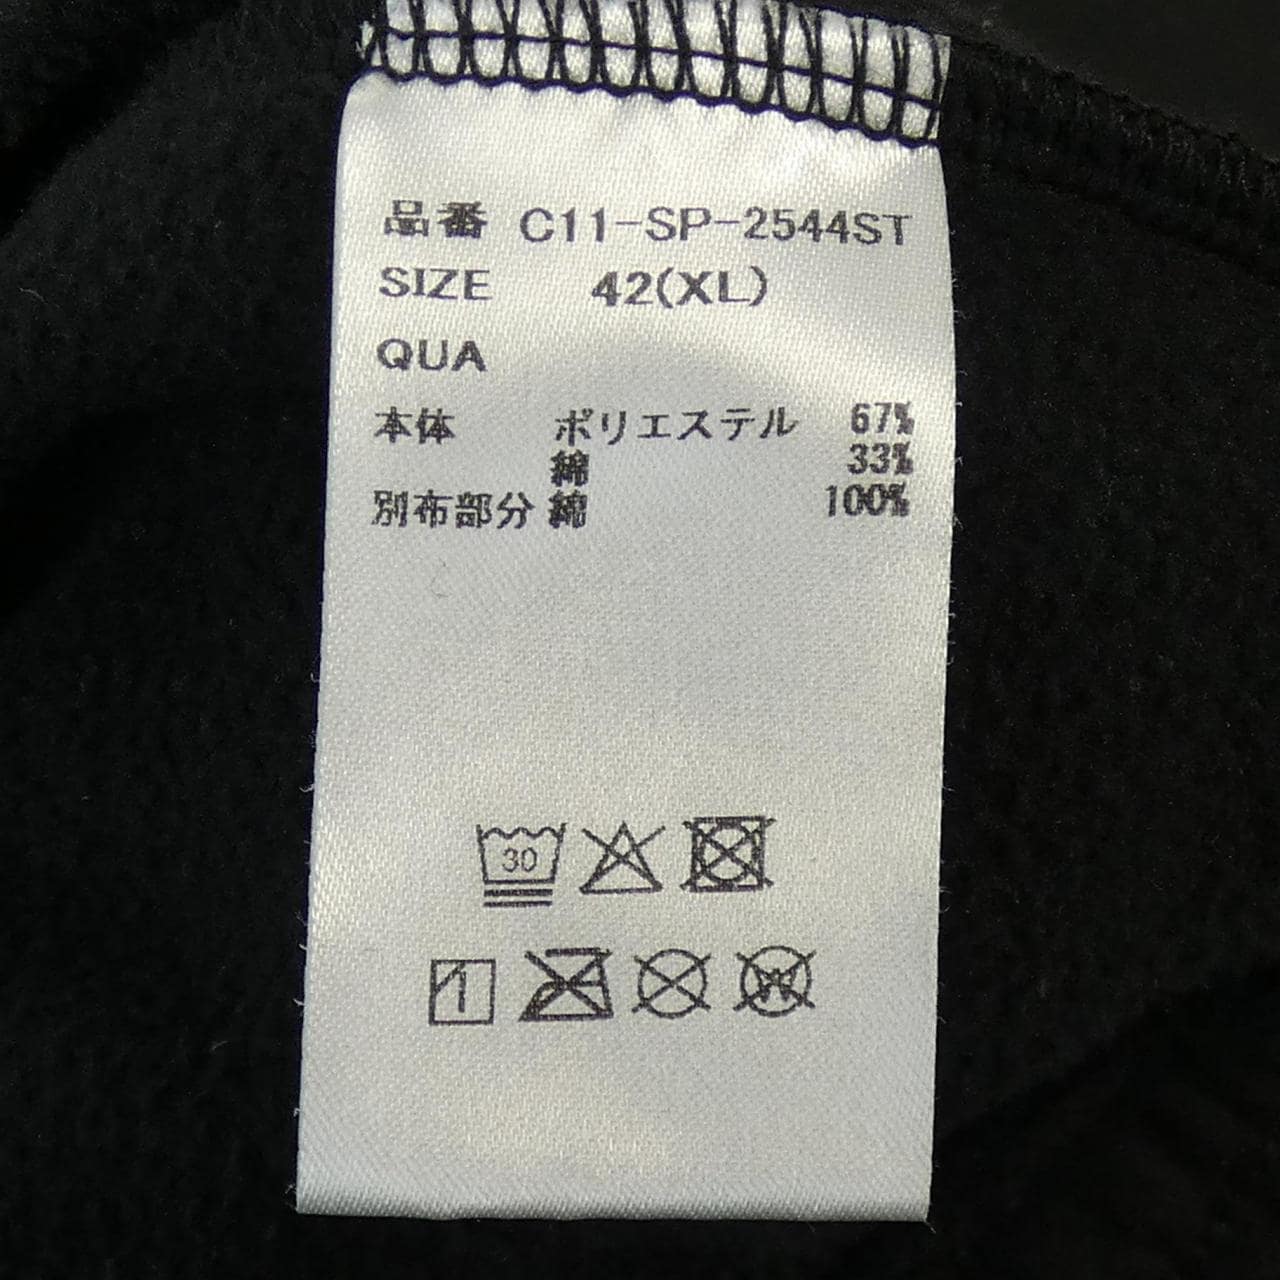 品番 C11-SP-2544ST
SIZE 42(XL)
QUA
本体 ポリエステル 67%
綿 33%
別布部分 綿 100%
30
W